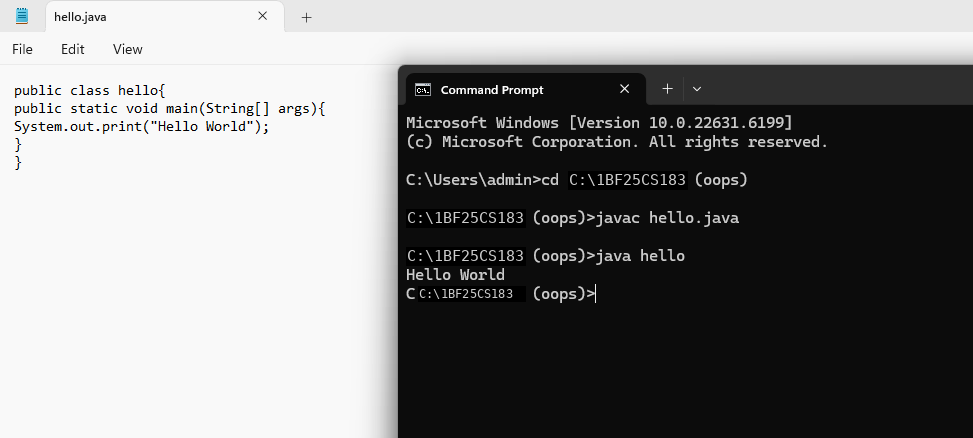 hello.java
File Edit View
public class hello{
public static void main(String[] args){
System.out.print("Hello World");
}
}
Command Prompt
Microsoft Windows [Version 10.0.22631.6199]
(c) Microsoft Corporation. All rights reserved.
C:\Users\admin>cd C:\1BF25CS183 (oops)
C:\1BF25CS183 (oops)>javac hello.java
C:\1BF25CS183 (oops)>java hello
Hello World
C C:\1BF25CS183 (oops)>